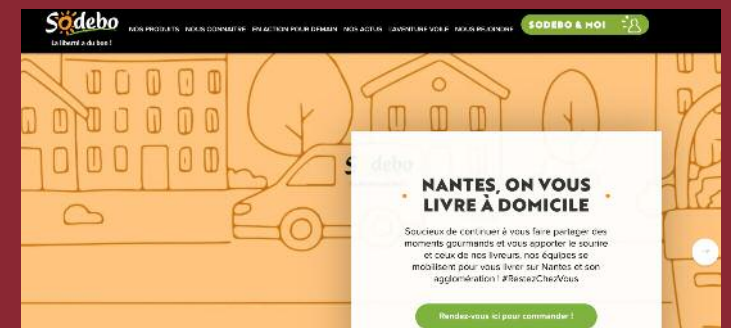 Sodebo
La liberté a du bon !
NOS PRODUITS NOUS CONNAITRE EN ACTION POUR DEMAIN NOS ACTUS L'AVENTURE VOILE NOUS REJOINDRE
SODEBO & MOI
S debo
NANTES, ON VOUS
LIVRE À DOMICILE
Soucieux de continuer à vous faire partager des
moments gourmands et vous apporter le sourire
et ceux de nos livreurs, nos équipes se
mobilisent pour vous livrer sur Nantes et son
agglomération ! #RestezChezVous
Rendez-vous ici pour commander !